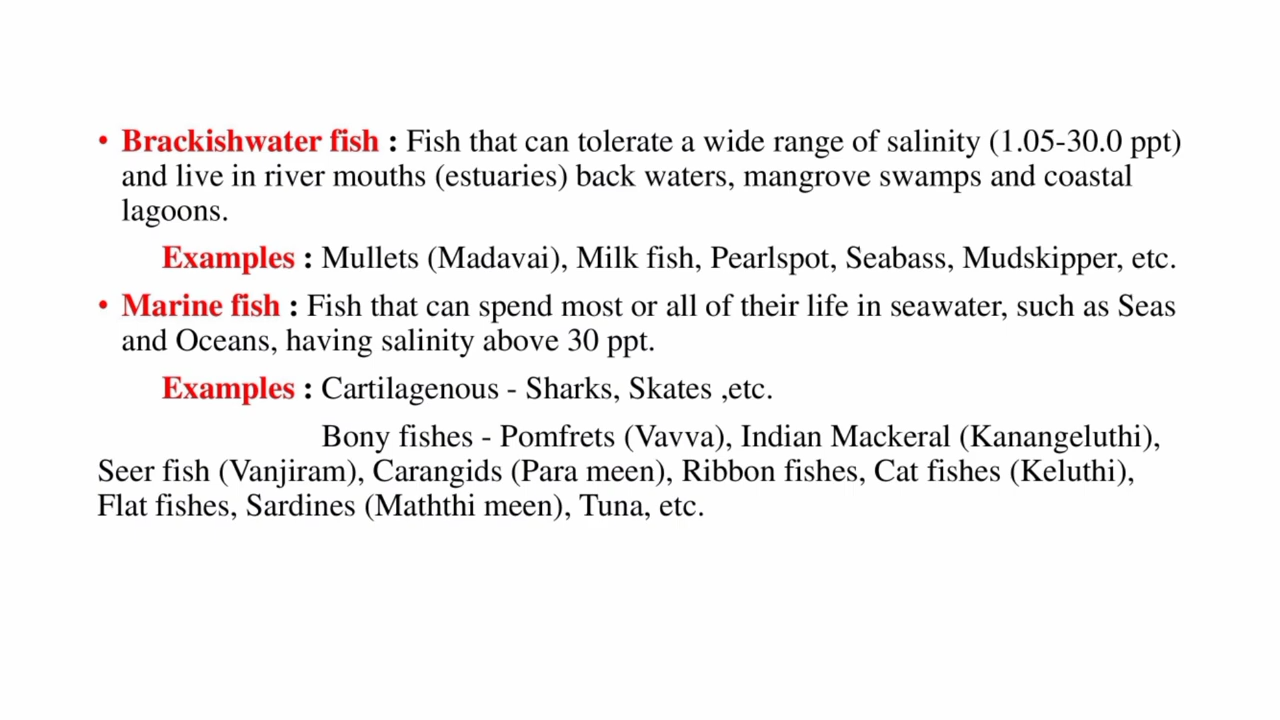 • Brackishwater fish : Fish that can tolerate a wide range of salinity (1.05-30.0 ppt)
and live in river mouths (estuaries) back waters, mangrove swamps and coastal
lagoons.
Examples : Mullets (Madavai), Milk fish, Pearlspot, Seabass, Mudskipper, etc.
• Marine fish : Fish that can spend most or all of their life in seawater, such as Seas
and Oceans, having salinity above 30 ppt.
Examples : Cartilagenous - Sharks, Skates ,etc.
Bony fishes - Pomfrets (Vavva), Indian Mackeral (Kanangeluthi),
Seer fish (Vanjiram), Carangids (Para meen), Ribbon fishes, Cat fishes (Keluthi),
Flat fishes, Sardines (Maththi meen), Tuna, etc.